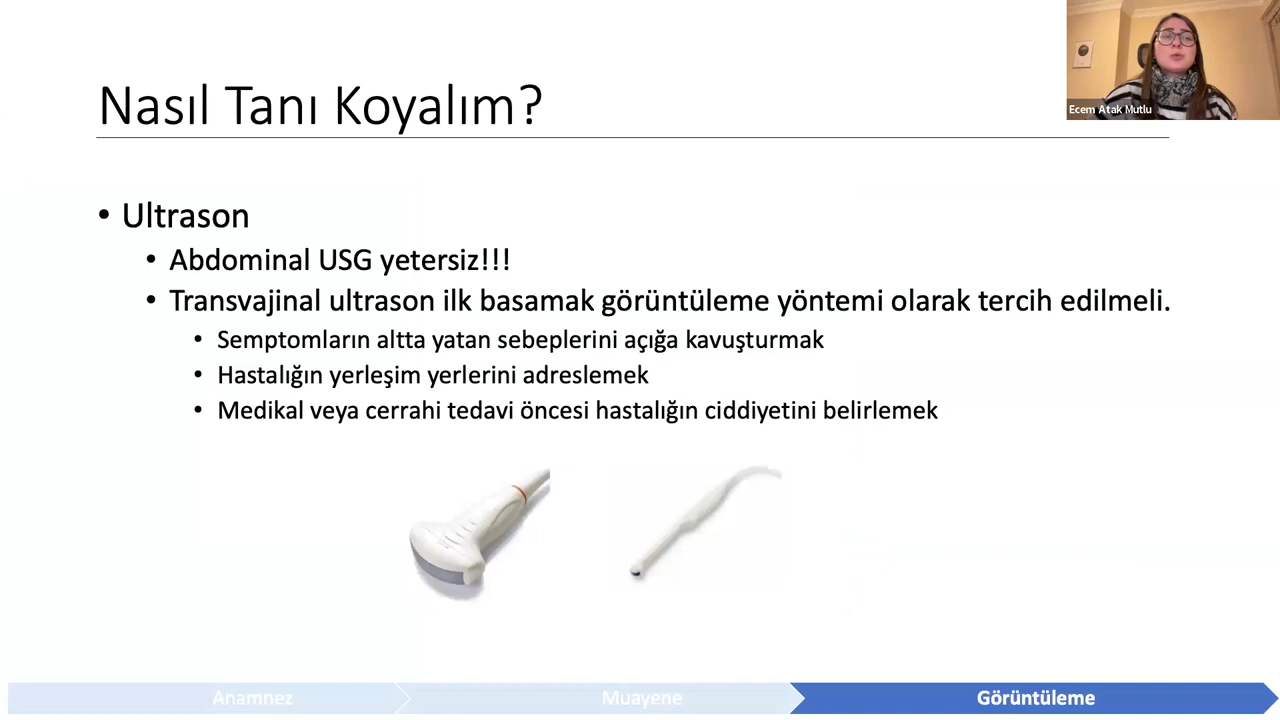 Ecem Atak Mutlu
Nasıl Tanı Koyalım?
• Ultrason
• Abdominal USG yetersiz!!!
• Transvajinal ultrason ilk basamak görüntüleme yöntemi olarak tercih edilmeli.
• Semptomların altta yatan sebeplerini açığa kavuşturmak
• Hastalığın yerleşim yerlerini adreslemek
• Medikal veya cerrahi tedavi öncesi hastalığın ciddiyetini belirlemek
Anamnez
Muayene
Görüntüleme